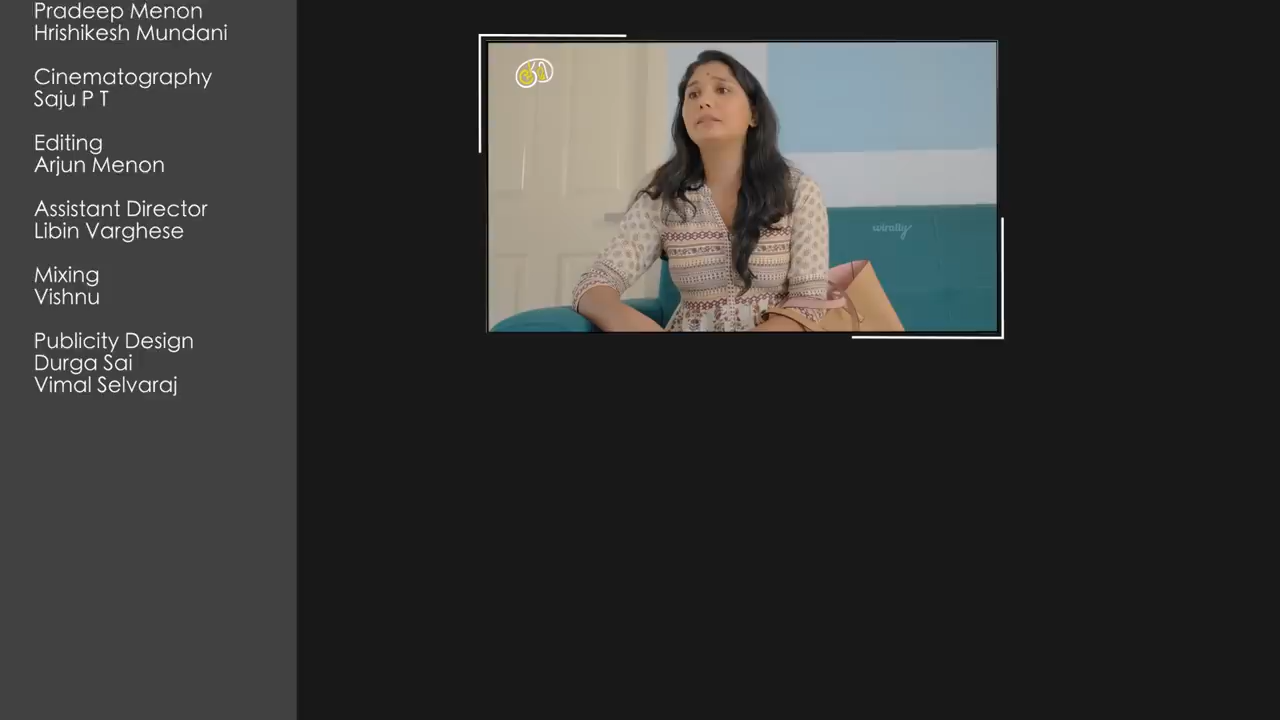 Pradeep Menon
Hrishikesh Mundani
Cinematography
Saju P T
Editing
Arjun Menon
Assistant Director
Libin Varghese
Mixing
Vishnu
Publicity Design
Durga Sai
Vimal Selvaraj
wirally